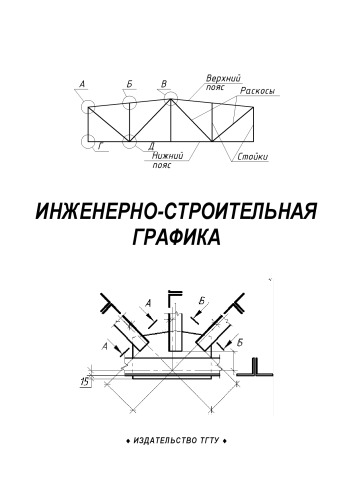 А
Б
В
Верхний
пояс
Раскосы
Г
Д
Нижний
пояс
Стойки
ИНЖЕНЕРНО-СТРОИТЕЛЬНАЯ
ГРАФИКА
А
Б
А
Б
15
♦ ИЗДАТЕЛЬСТВО ТГТУ ♦